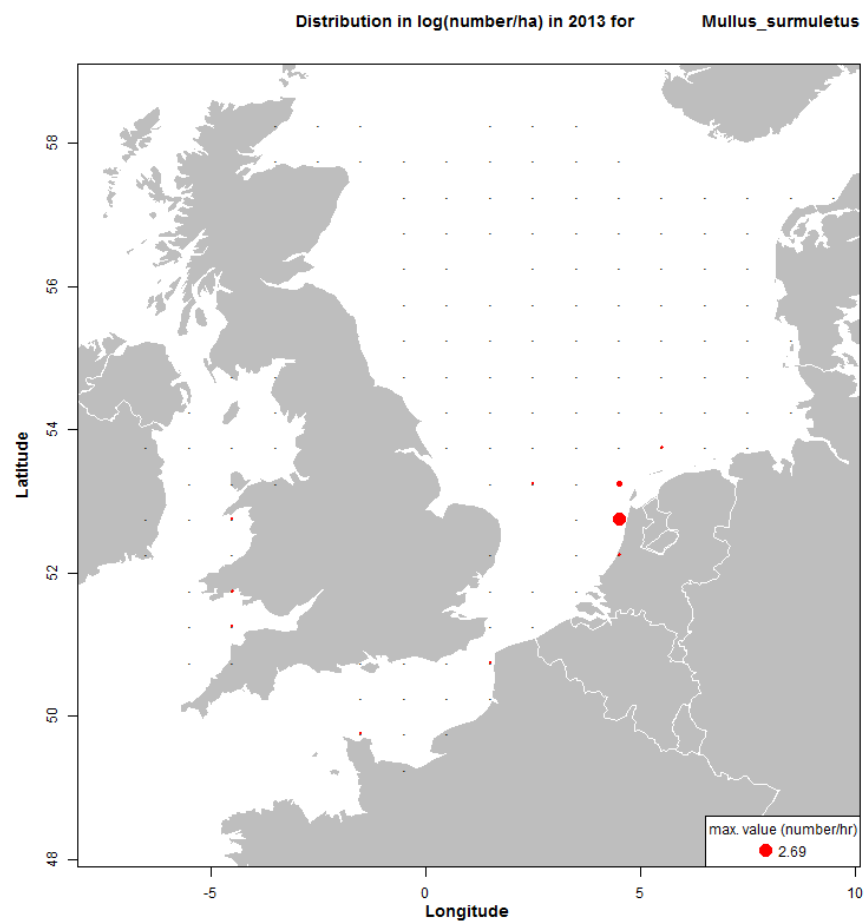 Distribution in log(number/ha) in 2013 for Mullus_surmuletus
58
56
54
52
50
48
Latitude
-5
0
5
10
Longitude
max. value (number/hr)
2.69